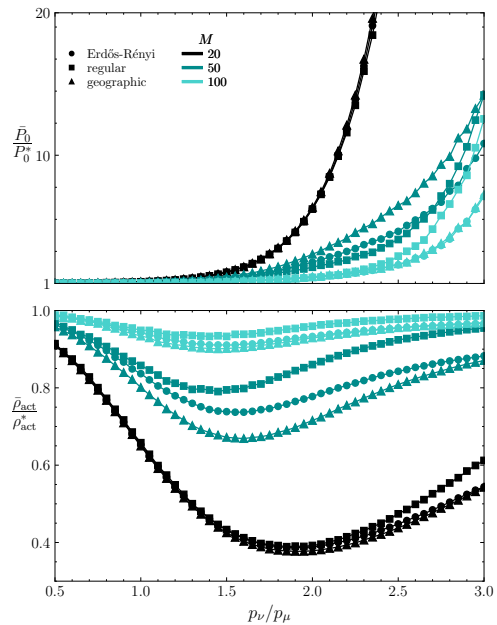 20
M
Erdős-Rényi
20
regular
50
geographic
100
P̄₀
P₀*
10
1
1.0
0.8
ρ̄act
ρ*act
0.6
0.4
0.5 1.0 1.5 2.0 2.5 3.0
pν/pμ